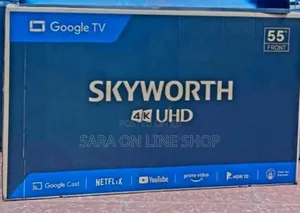 Google TV
55"
FRONT
SKYWORTH
4K UHD
SARA ON LINE SHOP
Google Cast NETFLIX YouTube prime video HDR 10